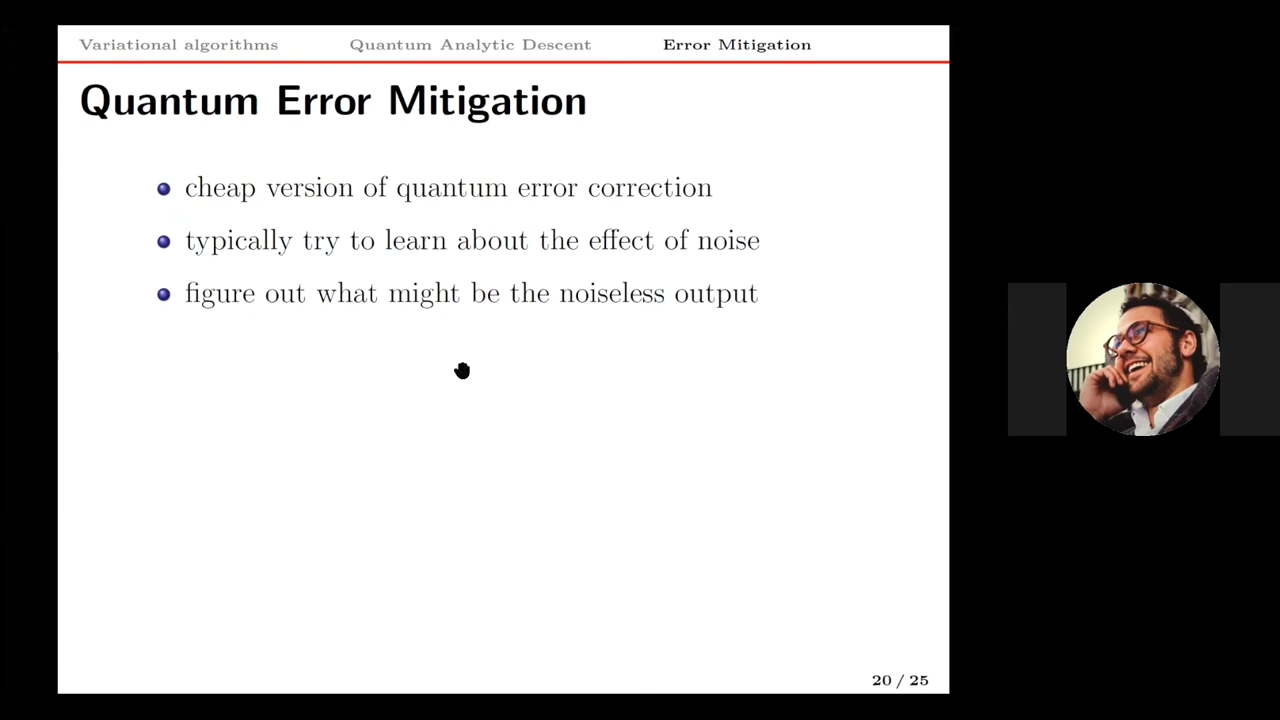 Variational algorithms Quantum Analytic Descent Error Mitigation
Quantum Error Mitigation
cheap version of quantum error correction
typically try to learn about the effect of noise
figure out what might be the noiseless output
20 / 25